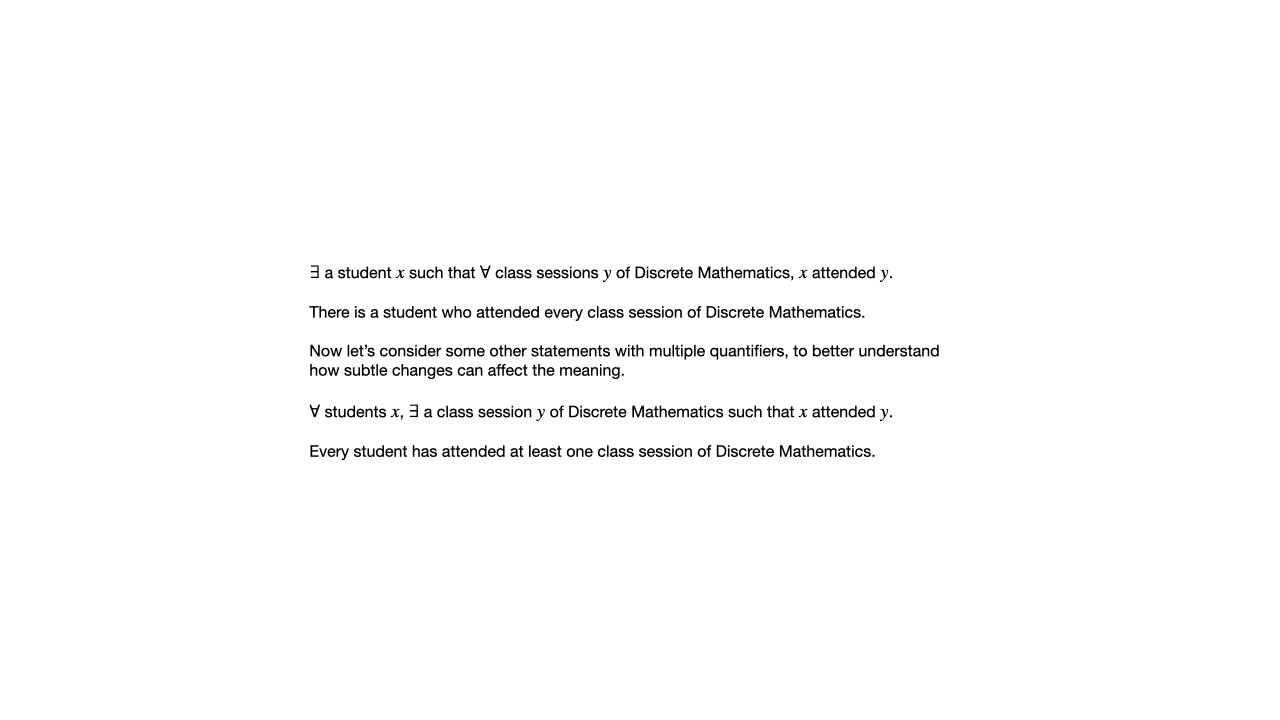 ∃ a student x such that ∀ class sessions y of Discrete Mathematics, x attended y.
There is a student who attended every class session of Discrete Mathematics.
Now let’s consider some other statements with multiple quantifiers, to better understand
how subtle changes can affect the meaning.
∀ students x, ∃ a class session y of Discrete Mathematics such that x attended y.
Every student has attended at least one class session of Discrete Mathematics.